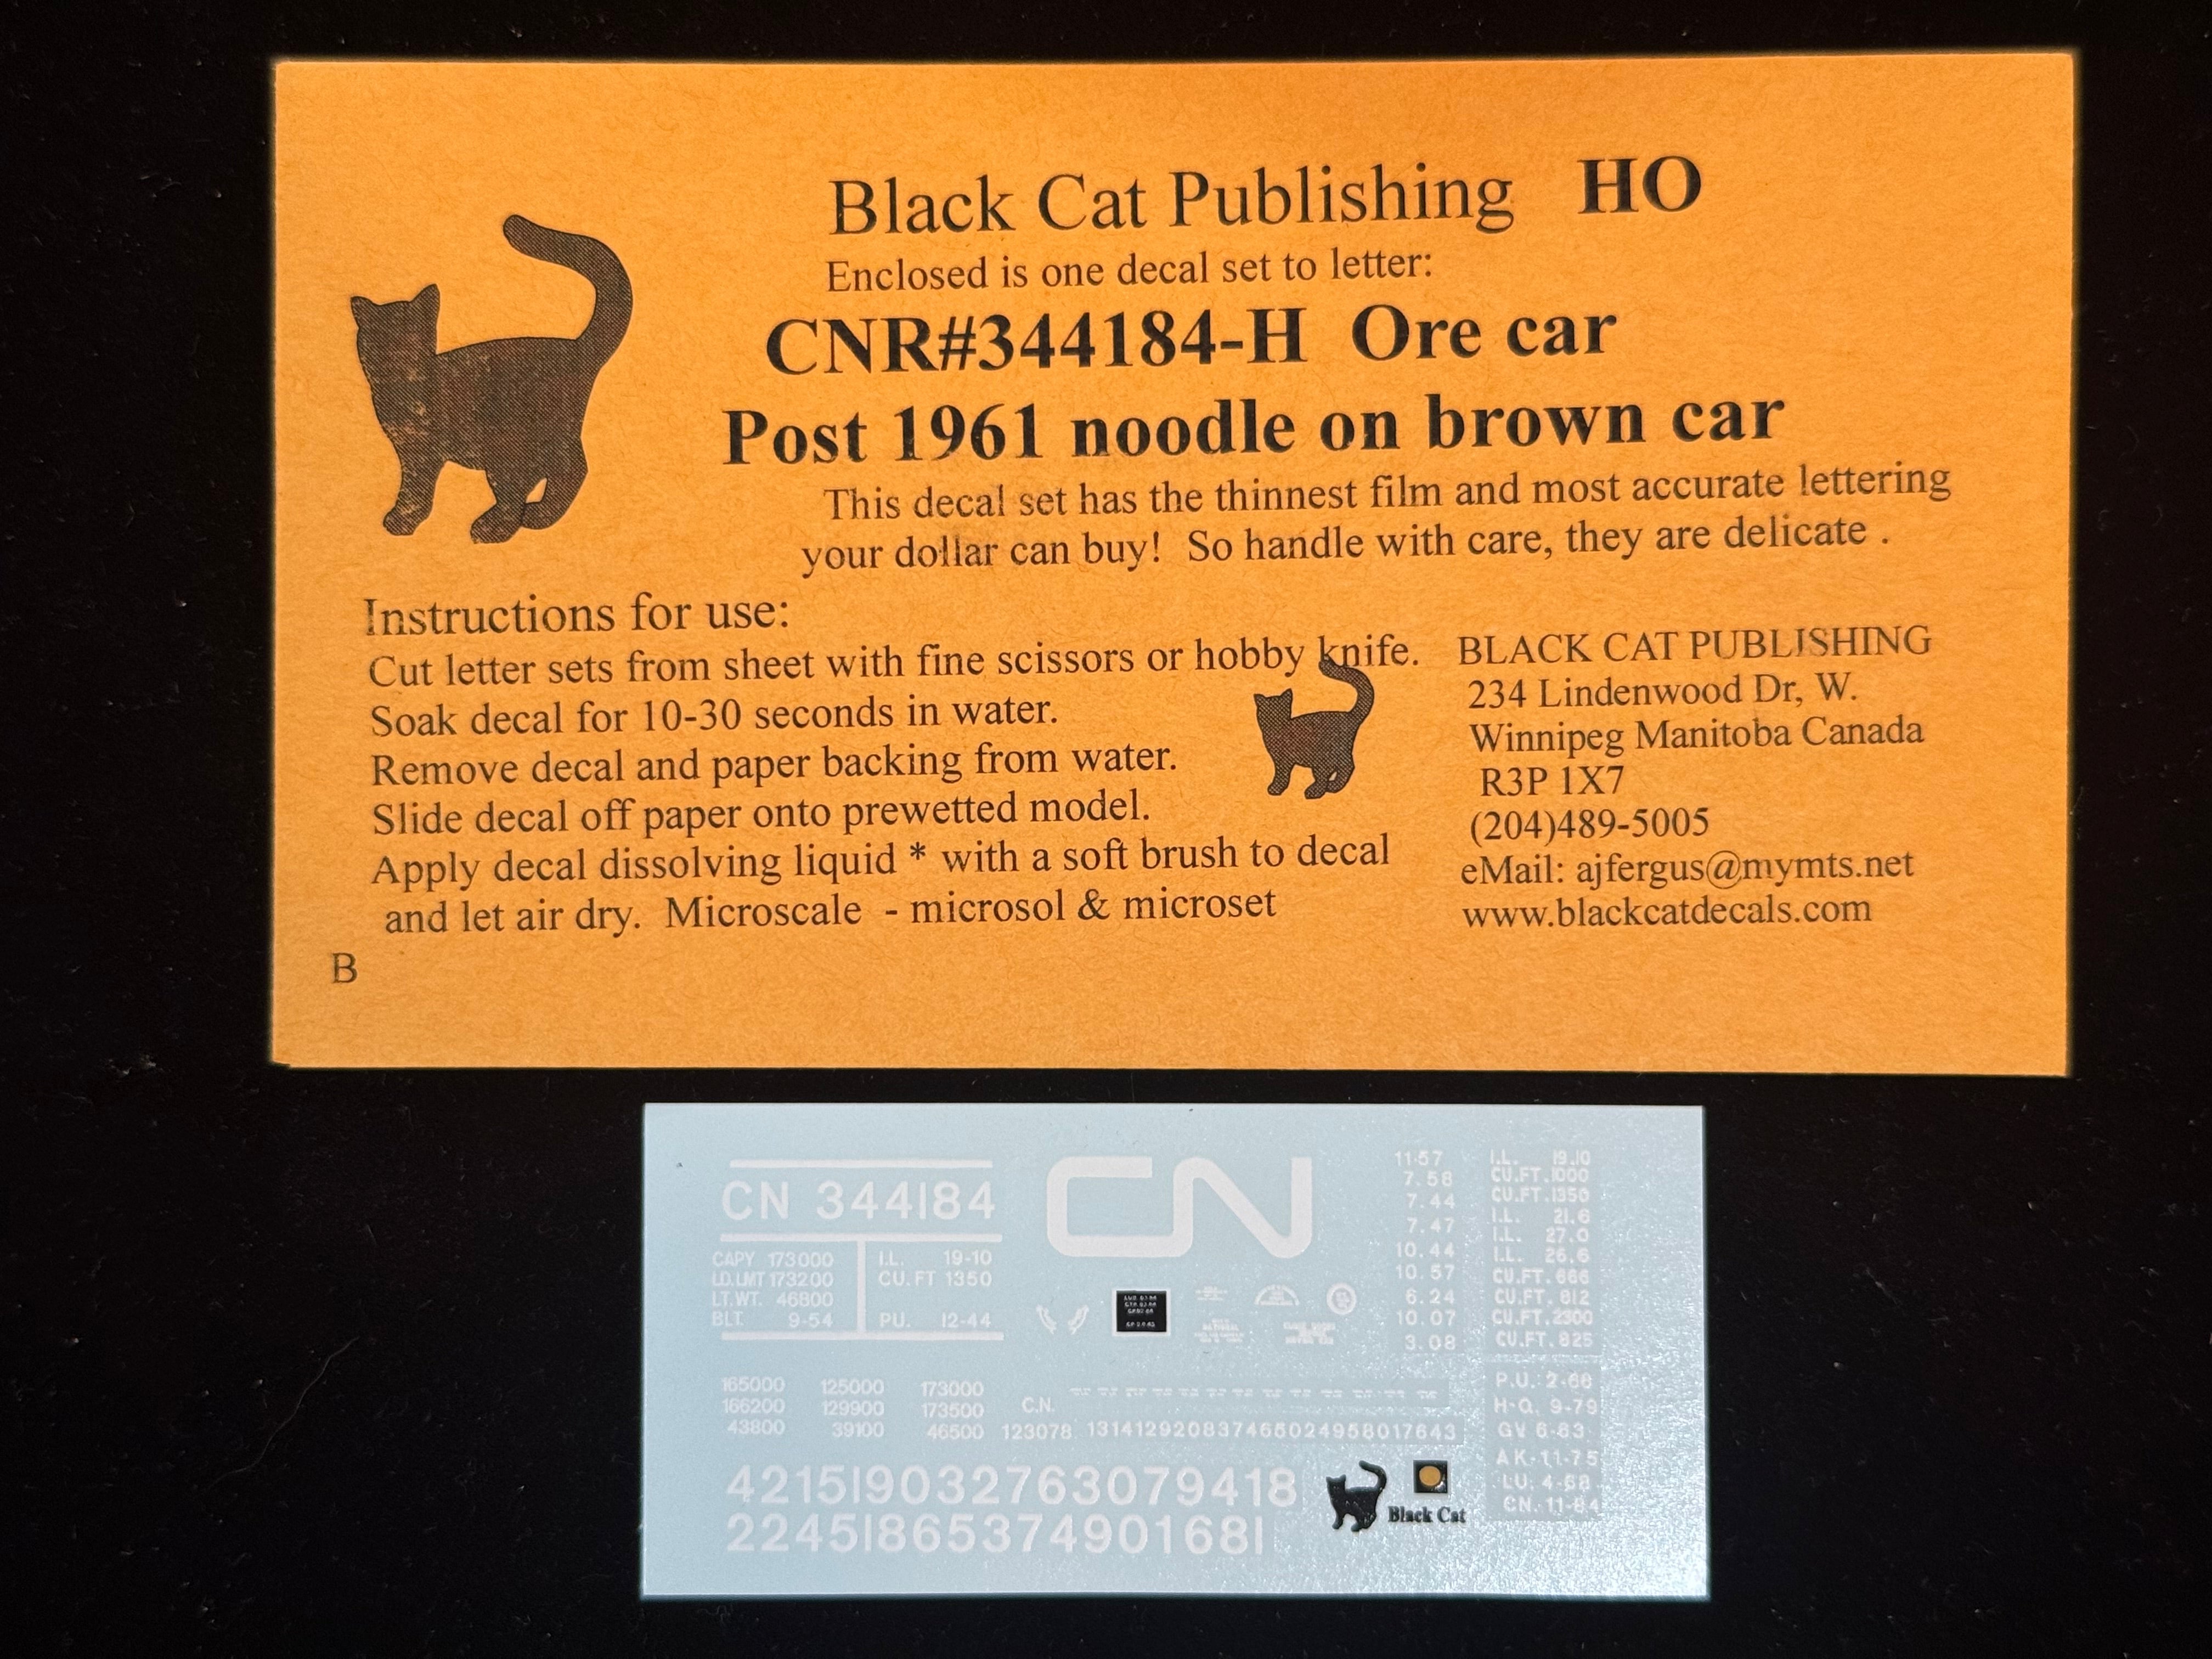 Black Cat Publishing HO
Enclosed is one decal set to letter:
CNR#344184-H Ore car
Post 1961 noodle on brown car
This decal set has the thinnest film and most accurate lettering
your dollar can buy! So handle with care, they are delicate .
Instructions for use:
Cut letter sets from sheet with fine scissors or hobby knife.
Soak decal for 10-30 seconds in water.
Remove decal and paper backing from water.
Slide decal off paper onto prewetted model.
Apply decal dissolving liquid * with a soft brush to decal
and let air dry. Microscale - microsol & microset
BLACK CAT PUBLISHING
234 Lindenwood Dr, W.
Winnipeg Manitoba Canada
R3P 1X7
(204)489-5005
eMail: ajfergus@mymts.net
www.blackcatdecals.com
B
CN 344184
CAPY 173000
LD.LMT 173200
LT.WT. 46800
BLT. 9-54
I.L. 19-10
CU.FT 1350
PU. 12-44
CN
11-57
7.58
7.44
7.47
10.44
10.57
6.24
10.07
3.08
I.L. 19.10
CU.FT.1000
CU.FT.1350
I.L. 21.6
I.L. 27.0
I.L. 26.6
CU.FT.666
CU.FT. 812
CU.FT.2300
CU.FT. 825
165000 125000 173000
166200 129900 173500
43800 39100 46500
C.N.
123078 131412920837465024958017643
P.U. 2-68
H-Q. 9-79
GV 6-83
AK-11-75
LU. 4-68
CN. 11-84
42151903276307941 8
22451865374901681
Black Cat